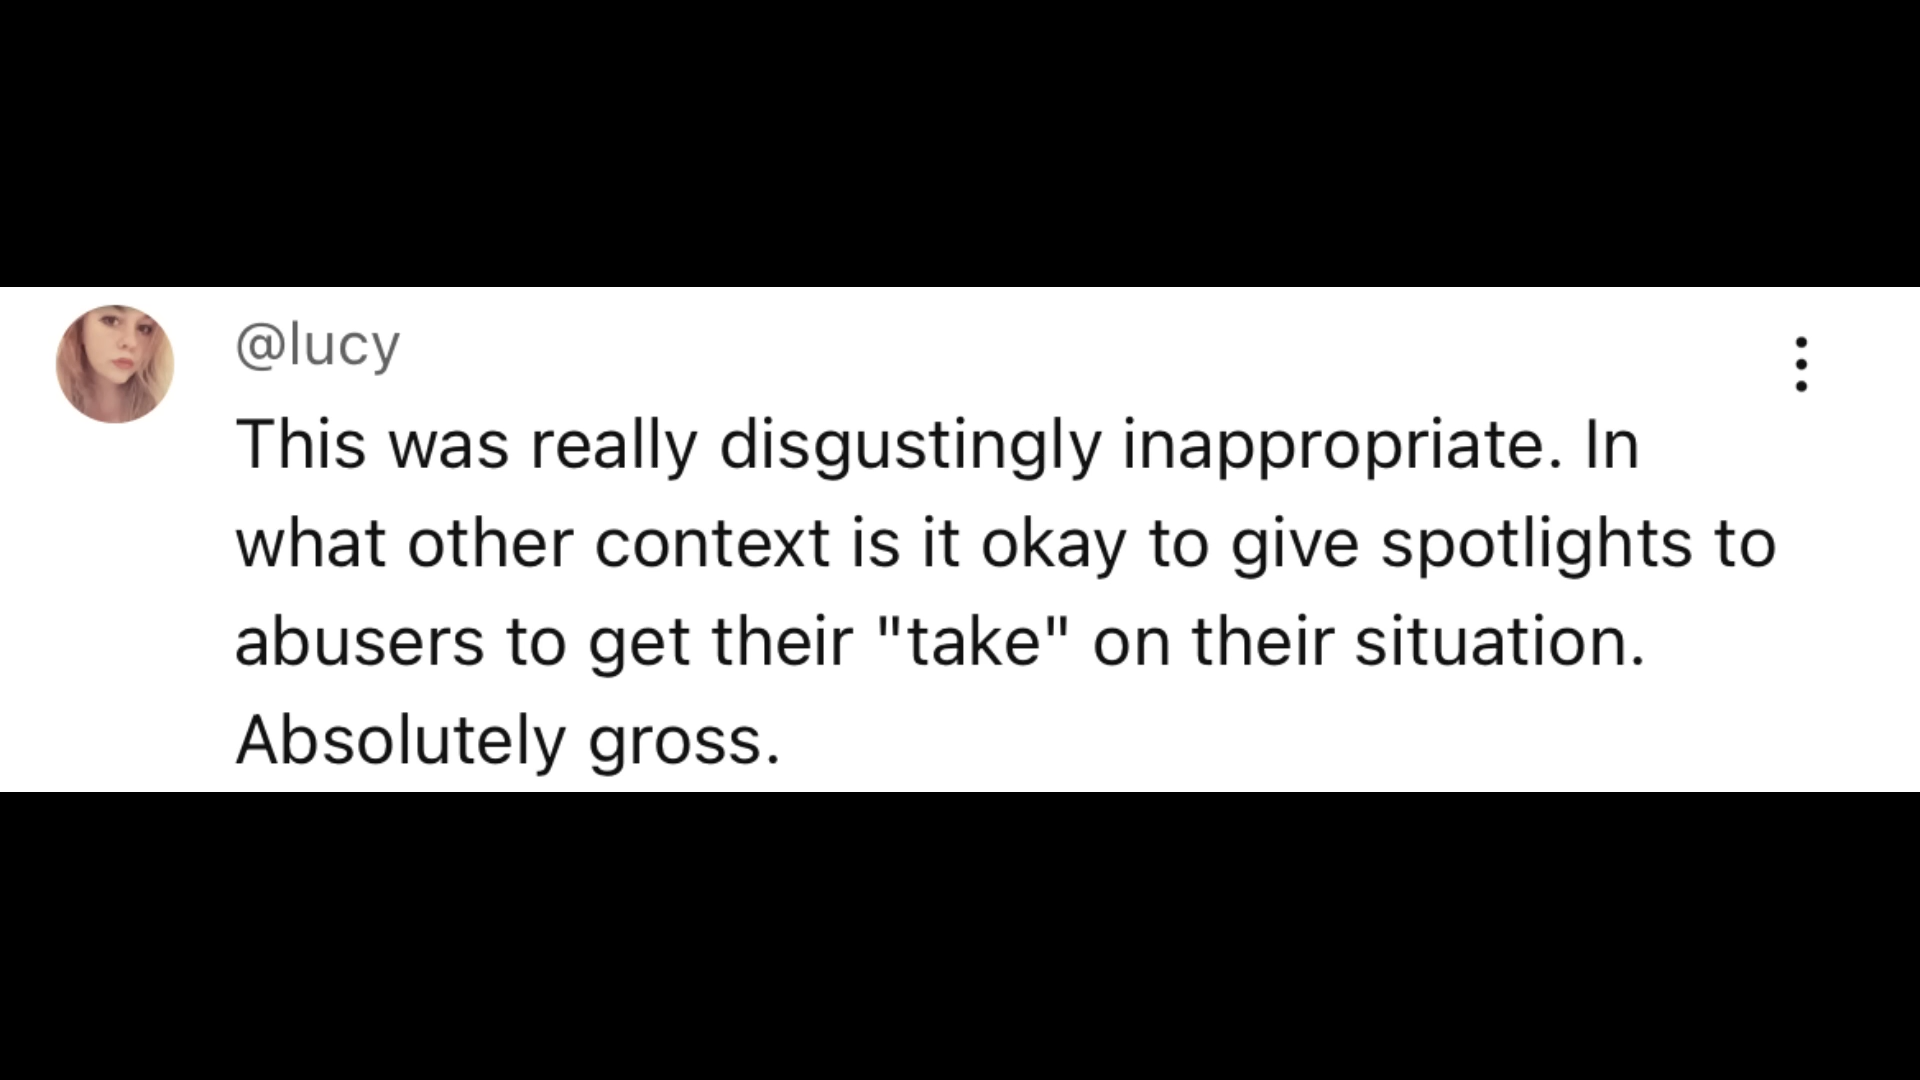 @lucy
This was really disgustingly inappropriate. In
what other context is it okay to give spotlights to
abusers to get their "take" on their situation.
Absolutely gross.